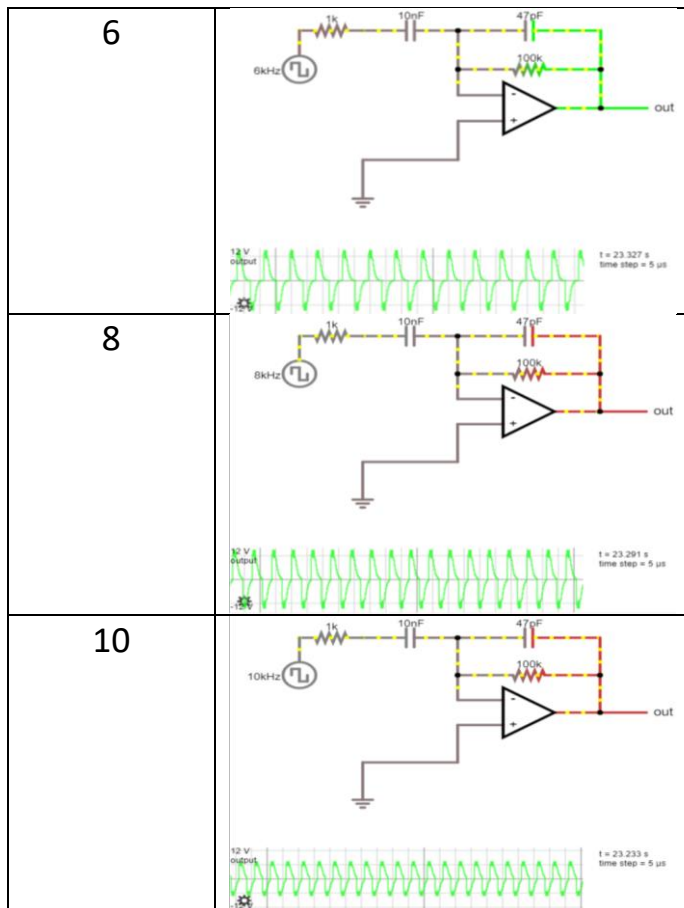 6
1k
10nF
47pF
6kHz
100k
-
+
out
12 V
output
-12 V
t = 23.327 s
time step = 5 µs
8
1k
10nF
47pF
8kHz
100k
-
+
out
12 V
output
-12 V
t = 23.291 s
time step = 5 µs
10
1k
10nF
47pF
10kHz
100k
-
+
out
12 V
output
t = 23.233 s
time step = 5 µs